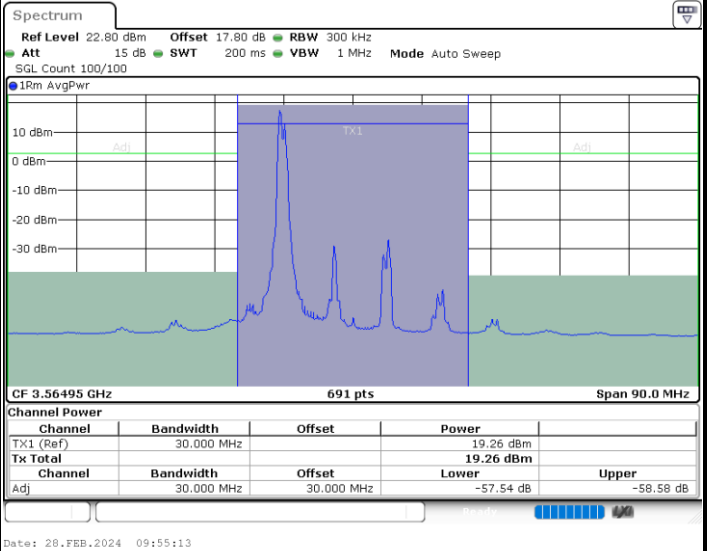 Spectrum
Ref Level 22.80 dBm Offset 17.80 dB RBW 300 kHz
Att 15 dB SWT 200 ms VBW 1 MHz Mode Auto Sweep
SGL Count 100/100
1Rm AvgPwr
10 dBm
TX1
Adj
Adj
0 dBm
-10 dBm
-20 dBm
-30 dBm
CF 3.56495 GHz 691 pts Span 90.0 MHz
Channel Power
Channel Bandwidth Offset Power
TX1 (Ref) 30.000 MHz 19.26 dBm
Tx Total 19.26 dBm
Channel Bandwidth Offset Lower Upper
Adj 30.000 MHz 30.000 MHz -57.54 dB -58.58 dB
Ready
Date: 28.FEB.2024 09:55:13